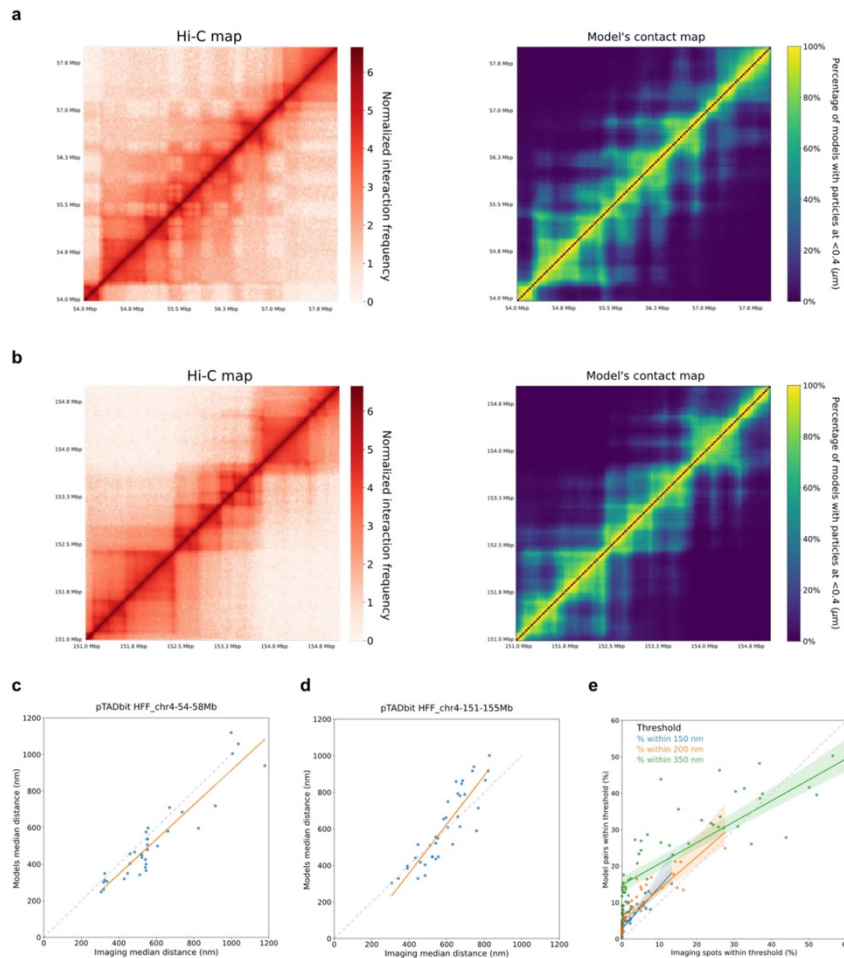 a
Hi-C map
57.8 Mbp
57.0 Mbp
56.3 Mbp
55.5 Mbp
54.8 Mbp
54.0 Mbp
54.0 Mbp 54.8 Mbp 55.5 Mbp 56.3 Mbp 57.0 Mbp 57.8 Mbp
6
5
4
3
2
1
0
Normalized interaction frequency
Model's contact map
57.8 Mbp
57.0 Mbp
56.3 Mbp
55.5 Mbp
54.8 Mbp
54.0 Mbp
54.0 Mbp 54.8 Mbp 55.5 Mbp 56.3 Mbp 57.0 Mbp 57.8 Mbp
100%
80%
60%
40%
20%
0%
Percentage of models with particles at <0.4 (μm)
b
Hi-C map
154.8 Mbp
154.0 Mbp
153.3 Mbp
152.5 Mbp
151.8 Mbp
151.0 Mbp
151.0 Mbp 151.8 Mbp 152.5 Mbp 153.3 Mbp 154.0 Mbp 154.8 Mbp
6
5
4
3
2
1
0
Normalized interaction frequency
Model's contact map
154.8 Mbp
154.0 Mbp
153.3 Mbp
152.5 Mbp
151.8 Mbp
151.0 Mbp
151.0 Mbp 151.8 Mbp 152.5 Mbp 153.3 Mbp 154.0 Mbp 154.8 Mbp
100%
80%
60%
40%
20%
0%
Percentage of models with particles at <0.4 (μm)
c
pTADbit HFF_chr4-54-58Mb
Models median distance (nm)
1200
1000
800
600
400
200
0
0 200 400 600 800 1000 1200
Imaging median distance (nm)
d
pTADbit HFF_chr4-151-155Mb
Models median distance (nm)
1200
1000
800
600
400
200
0
0 200 400 600 800 1000 1200
Imaging median distance (nm)
e
Threshold
% within 150 nm
% within 200 nm
% within 350 nm
Model pairs within threshold (%)
60
50
40
30
20
10
0
0 10 20 30 40 50 60
Imaging spots within threshold (%)